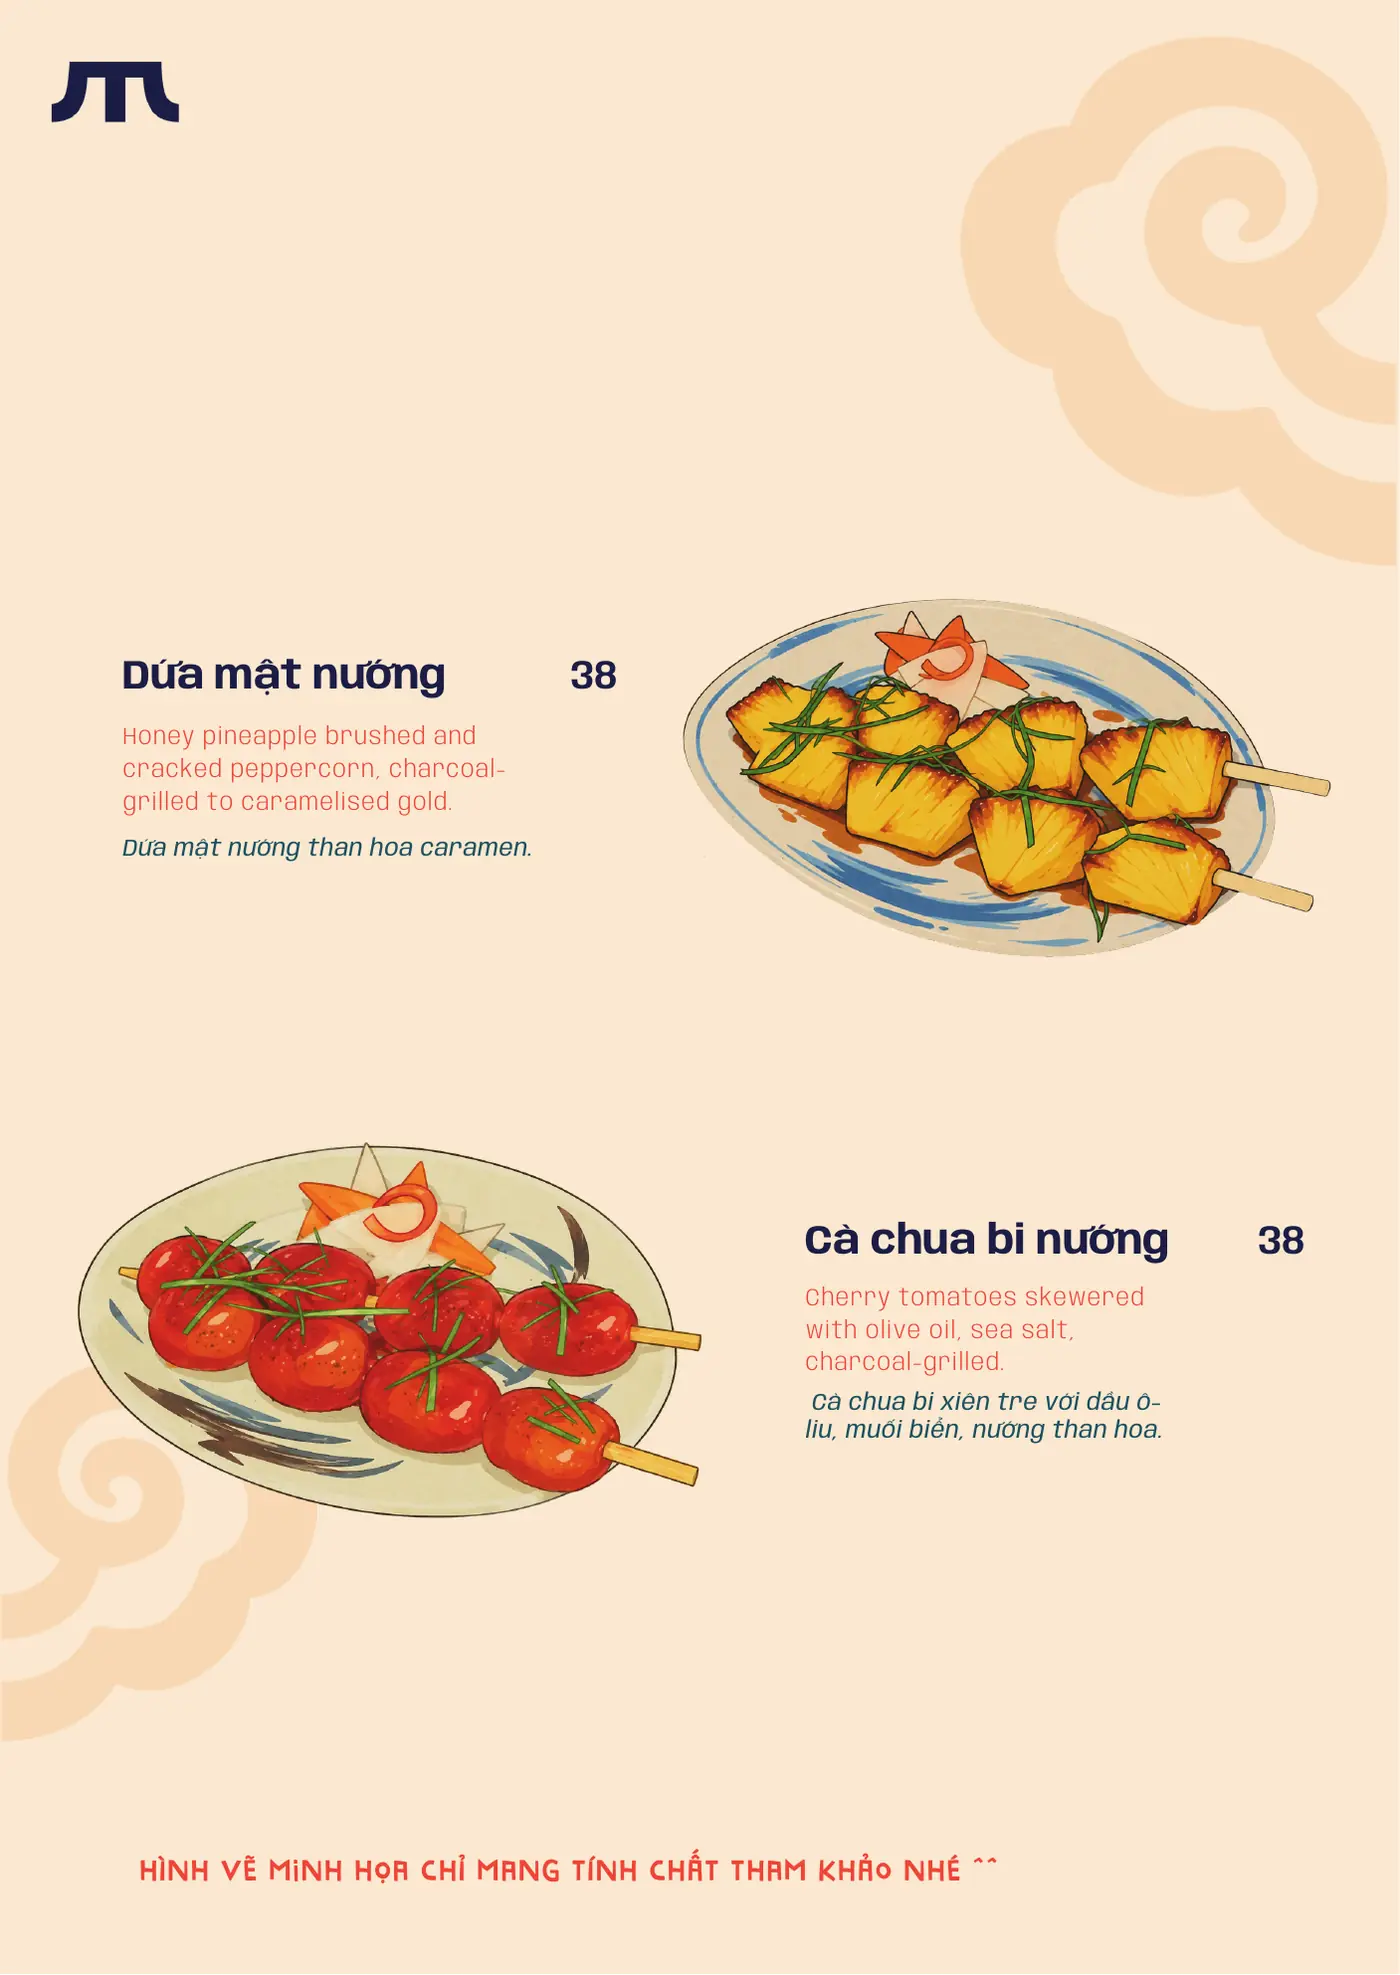 Dứa mật nướng 38
Honey pineapple brushed and
cracked peppercorn, charcoal-
grilled to caramelised gold.
Dứa mật nướng than hoa caramen.
Cà chua bi nướng 38
Cherry tomatoes skewered
with olive oil, sea salt,
charcoal-grilled.
Cà chua bi xiên tre với dầu ô-
liu, muối biển, nướng than hoa.
HÌNH VẼ MiNH HỌA CHỈ MANG TÍNH CHẤT THAM KHẢO NHÉ ^^